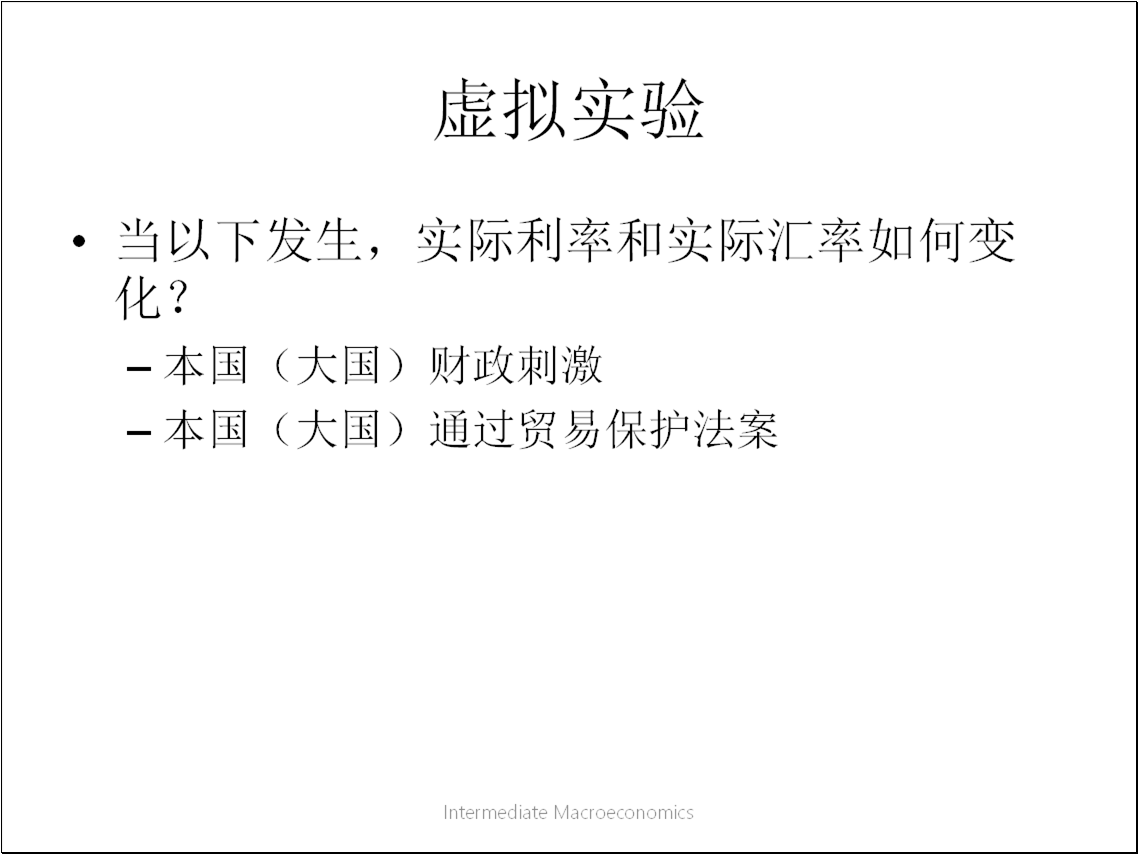 虚拟实验
• 当以下发生，实际利率和实际汇率如何变
化？
– 本国（大国）财政刺激
– 本国（大国）通过贸易保护法案
Intermediate Macroeconomics